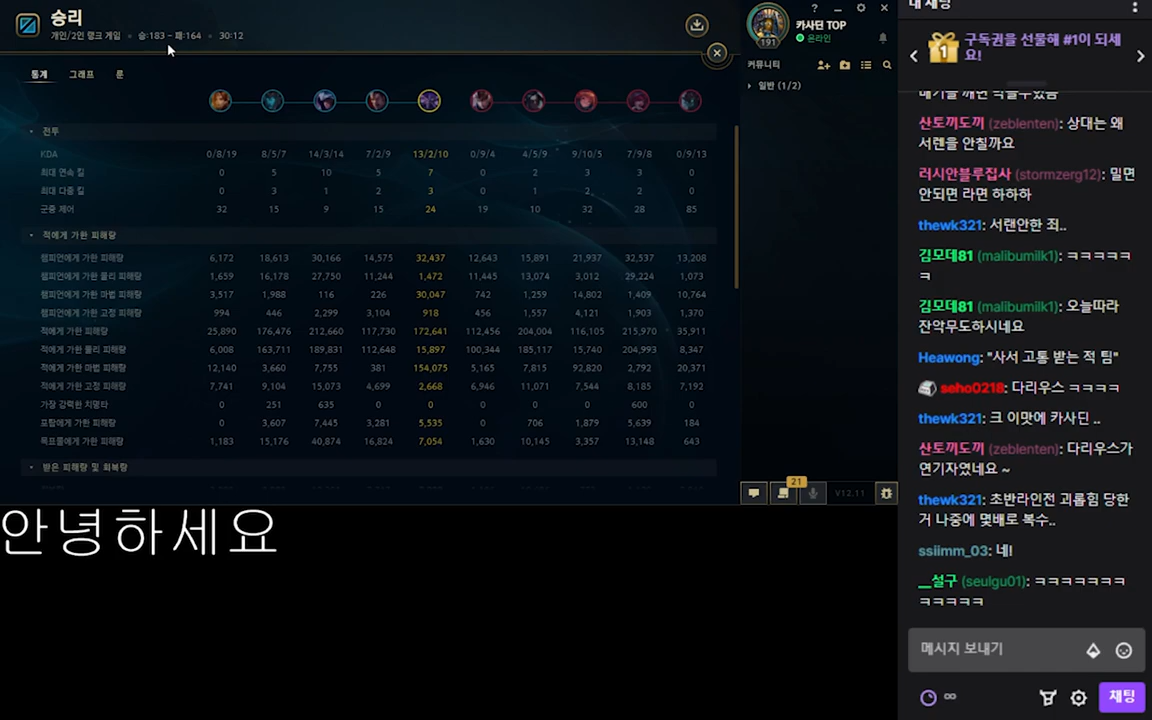 승리
개인/2인 랭크 게임 • 승:183 - 패:164 • 30:12
통계 그래프 룬
전투
KDA 0/8/19 8/5/7 14/3/14 7/2/9 13/2/10 0/9/4 4/5/9 9/10/5 7/9/8 0/9/13
최대 연속 킬 0 5 10 5 7 0 2 3 3 0
최대 다중 킬 0 3 1 2 3 0 1 2 2 0
군중 제어 32 15 9 15 24 19 10 32 28 85
적에게 가한 피해량
챔피언에게 가한 피해량 6,172 18,613 30,166 14,575 32,437 12,643 15,891 21,937 32,537 13,208
챔피언에게 가한 물리 피해량 1,659 16,178 27,750 11,244 1,472 11,445 13,074 3,012 29,224 1,073
챔피언에게 가한 마법 피해량 3,517 1,988 116 226 30,047 742 1,259 14,802 1,409 10,764
챔피언에게 가한 고정 피해량 994 446 2,299 3,104 918 456 1,557 4,121 1,903 1,370
적에게 가한 피해량 25,890 176,476 212,660 117,730 172,641 112,456 204,004 116,105 215,970 35,911
적에게 가한 물리 피해량 6,008 163,711 189,831 112,648 15,897 100,344 185,117 15,740 204,993 8,347
적에게 가한 마법 피해량 12,140 3,660 7,755 381 154,075 5,165 7,815 92,820 2,792 20,371
적에게 가한 고정 피해량 7,741 9,104 15,073 4,699 2,668 6,946 11,071 7,544 8,185 7,192
가장 강력한 치명타 0 251 635 0 0 0 0 0 600 0
포탑에게 가한 피해량 0 3,607 7,445 3,281 5,535 0 706 1,879 5,639 184
목표물에게 가한 피해량 1,183 15,176 40,874 16,824 7,054 1,630 10,145 3,357 13,148 643
받은 피해량 및 회복량
?
카사딘 TOP
온라인
191
커뮤니티
일반 (1/2)
21
V12.11
안녕하세요
내 채팅
1
구독권을 선물해 #1이 되세
요!
산토끼도끼 (zeblenten): 상대는 왜
서렌을 안칠까요
러시안블루집사 (stormzerg12): 밀면
안되면 라면 하하하
thewk321: 서랜안한 죄..
김모데81 (malibumilk1): ㅋㅋㅋㅋㅋ
ㅋ
김모데81 (malibumilk1): 오늘따라
잔악무도하시네요
Heawong: "사서 고통 받는 적 팀"
seho0218: 다리우스 ㅋㅋㅋㅋ
thewk321: 크 이맛에 카사딘 ..
산토끼도끼 (zeblenten): 다리우스가
연기자였네요 ~
thewk321: 초반라인전 괴롭힘 당한
거 나중에 몇배로 복수..
ssiimm_03: 네!
__설구 (seulgu01): ㅋㅋㅋㅋㅋㅋㅋ
ㅋㅋㅋㅋㅋ
메시지 보내기
채팅